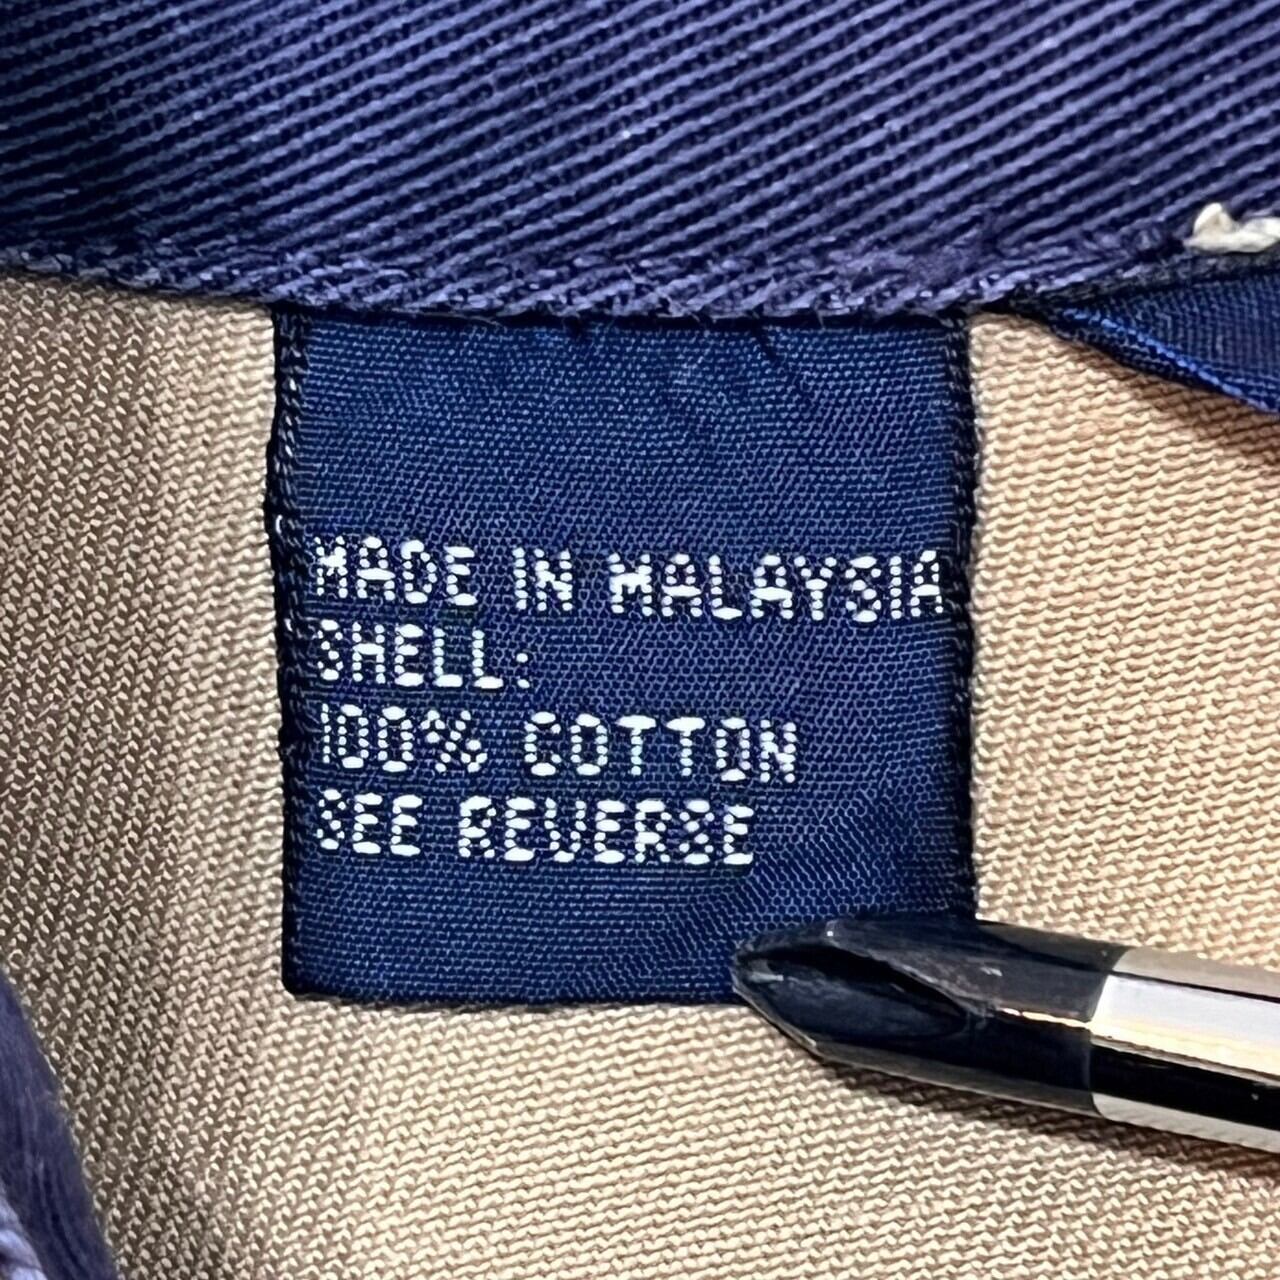 MADE IN MALAYSIA
SHELL:
100% COTTON
SEE REVERSE